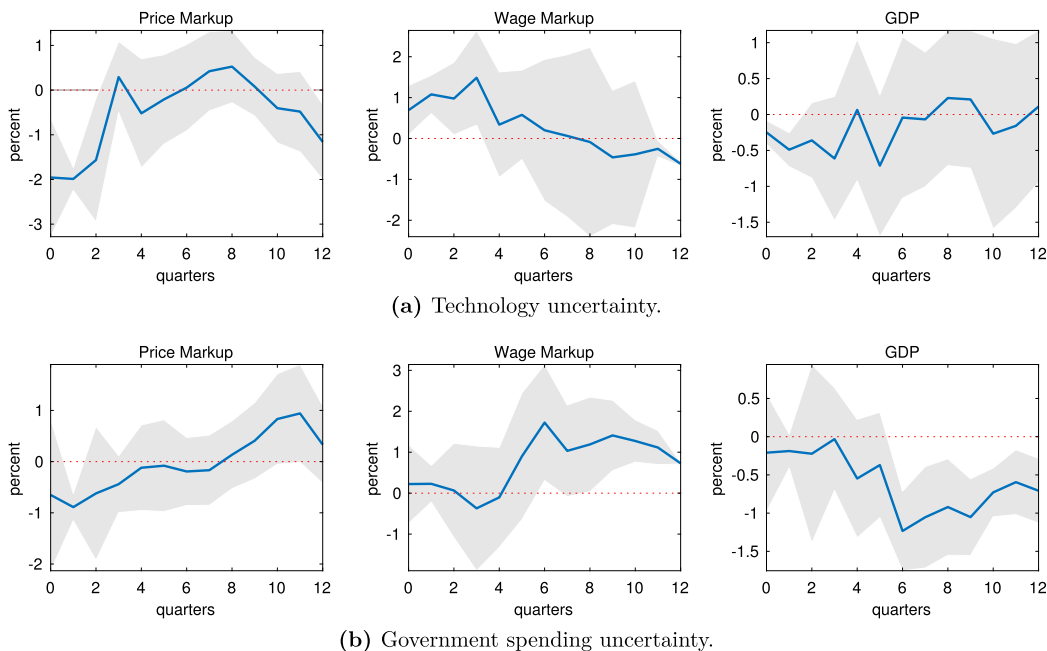 Price Markup
Wage Markup
GDP
percent
1
0
-1
-2
-3
0 2 4 6 8 10 12
quarters
percent
2
1
0
-1
-2
0 2 4 6 8 10 12
quarters
percent
1
0.5
0
-0.5
-1
-1.5
0 2 4 6 8 10 12
quarters
(a) Technology uncertainty.
Price Markup
Wage Markup
GDP
percent
1
0
-1
-2
0 2 4 6 8 10 12
quarters
percent
3
2
1
0
-1
0 2 4 6 8 10 12
quarters
percent
0.5
0
-0.5
-1
-1.5
0 2 4 6 8 10 12
quarters
(b) Government spending uncertainty.